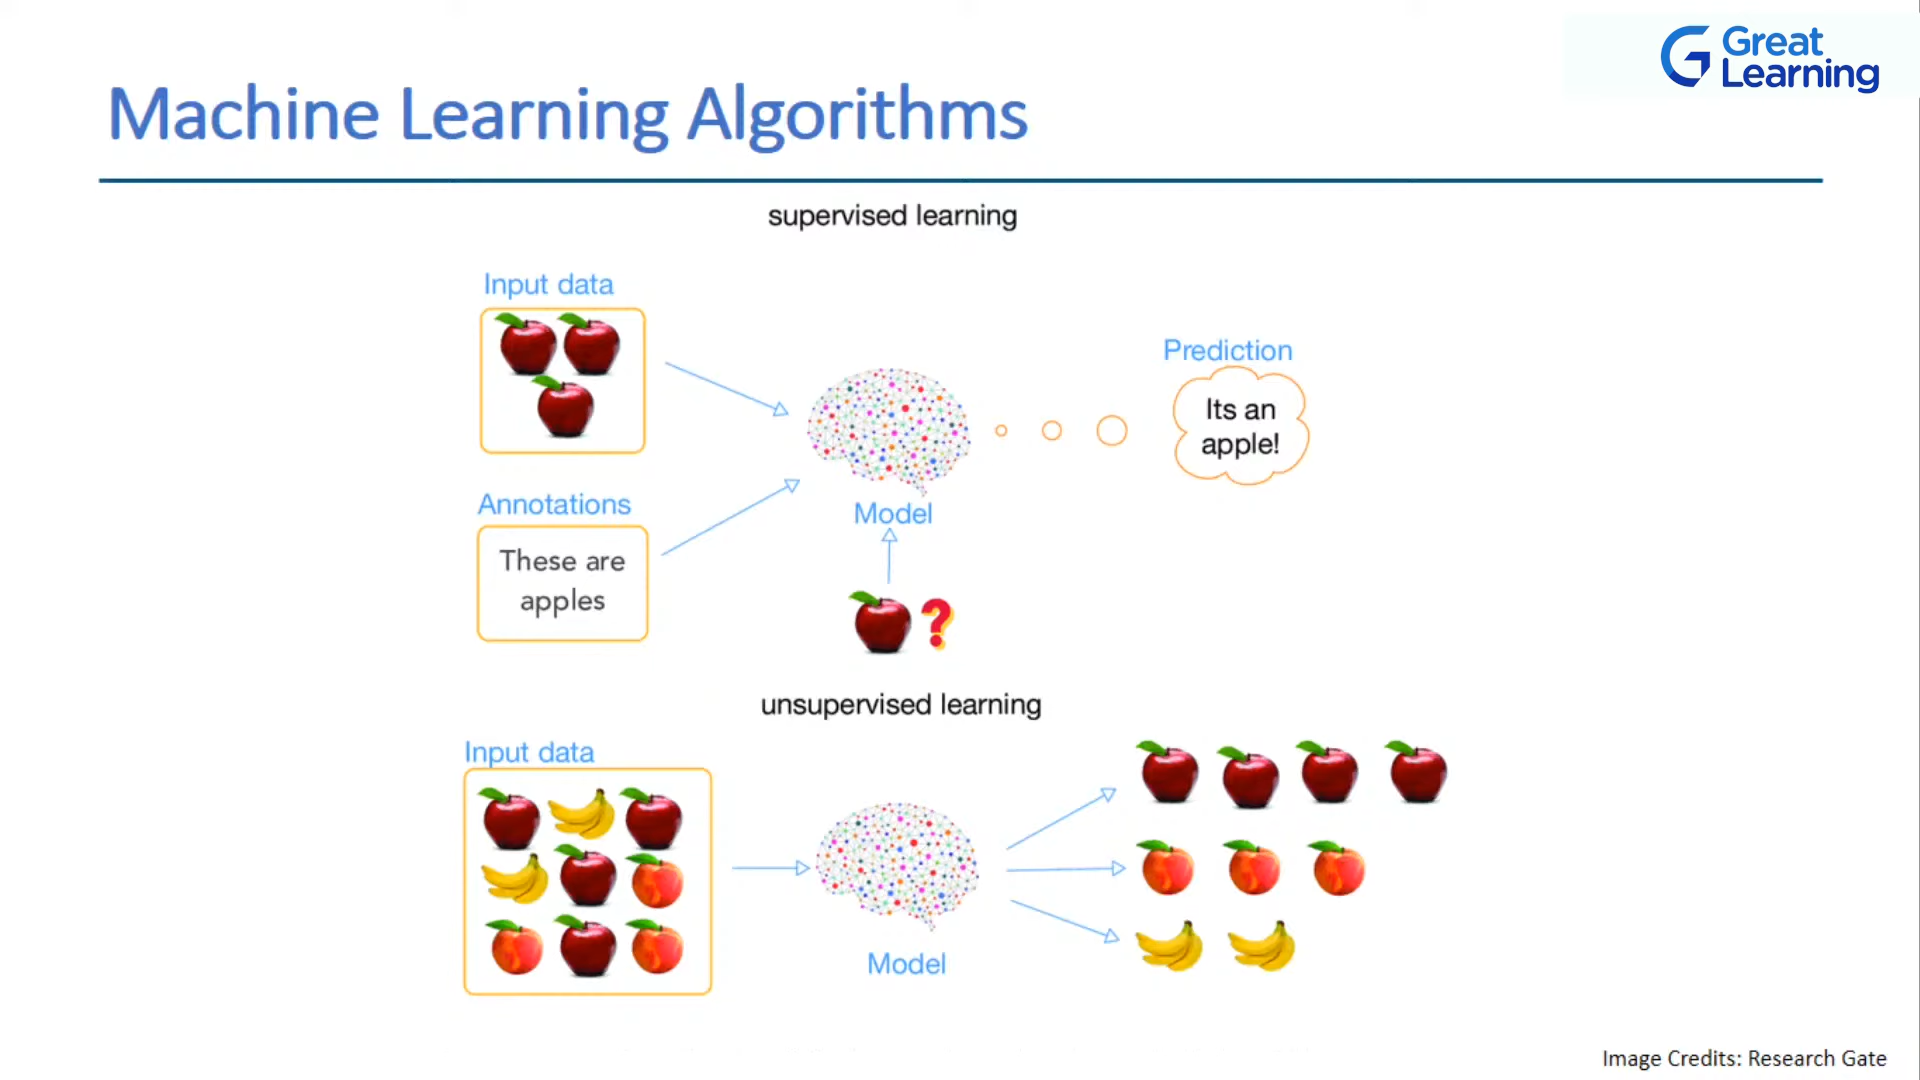 Great
Learning
Machine Learning Algorithms
supervised learning
Input data
Prediction
Its an
apple!
Annotations
These are
apples
Model
?
unsupervised learning
Input data
Model
Image Credits: Research Gate